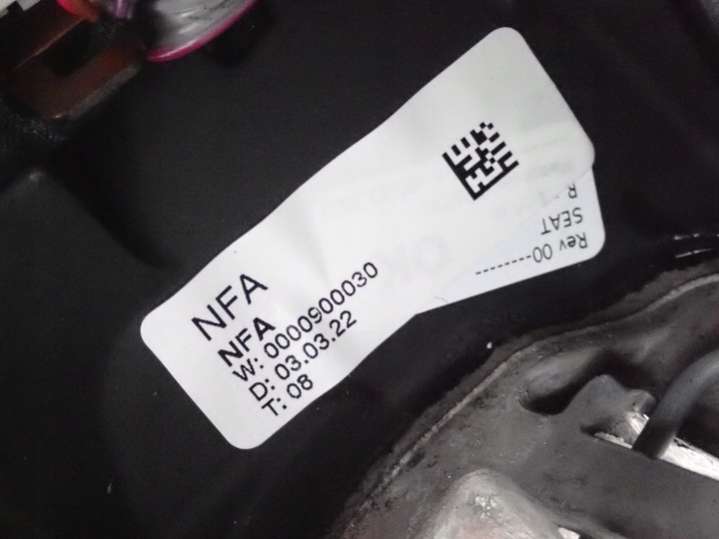 NFA
NFA
W: 0000900030
D: 03.03.22
T: 08
Rev 00--------
SEAT